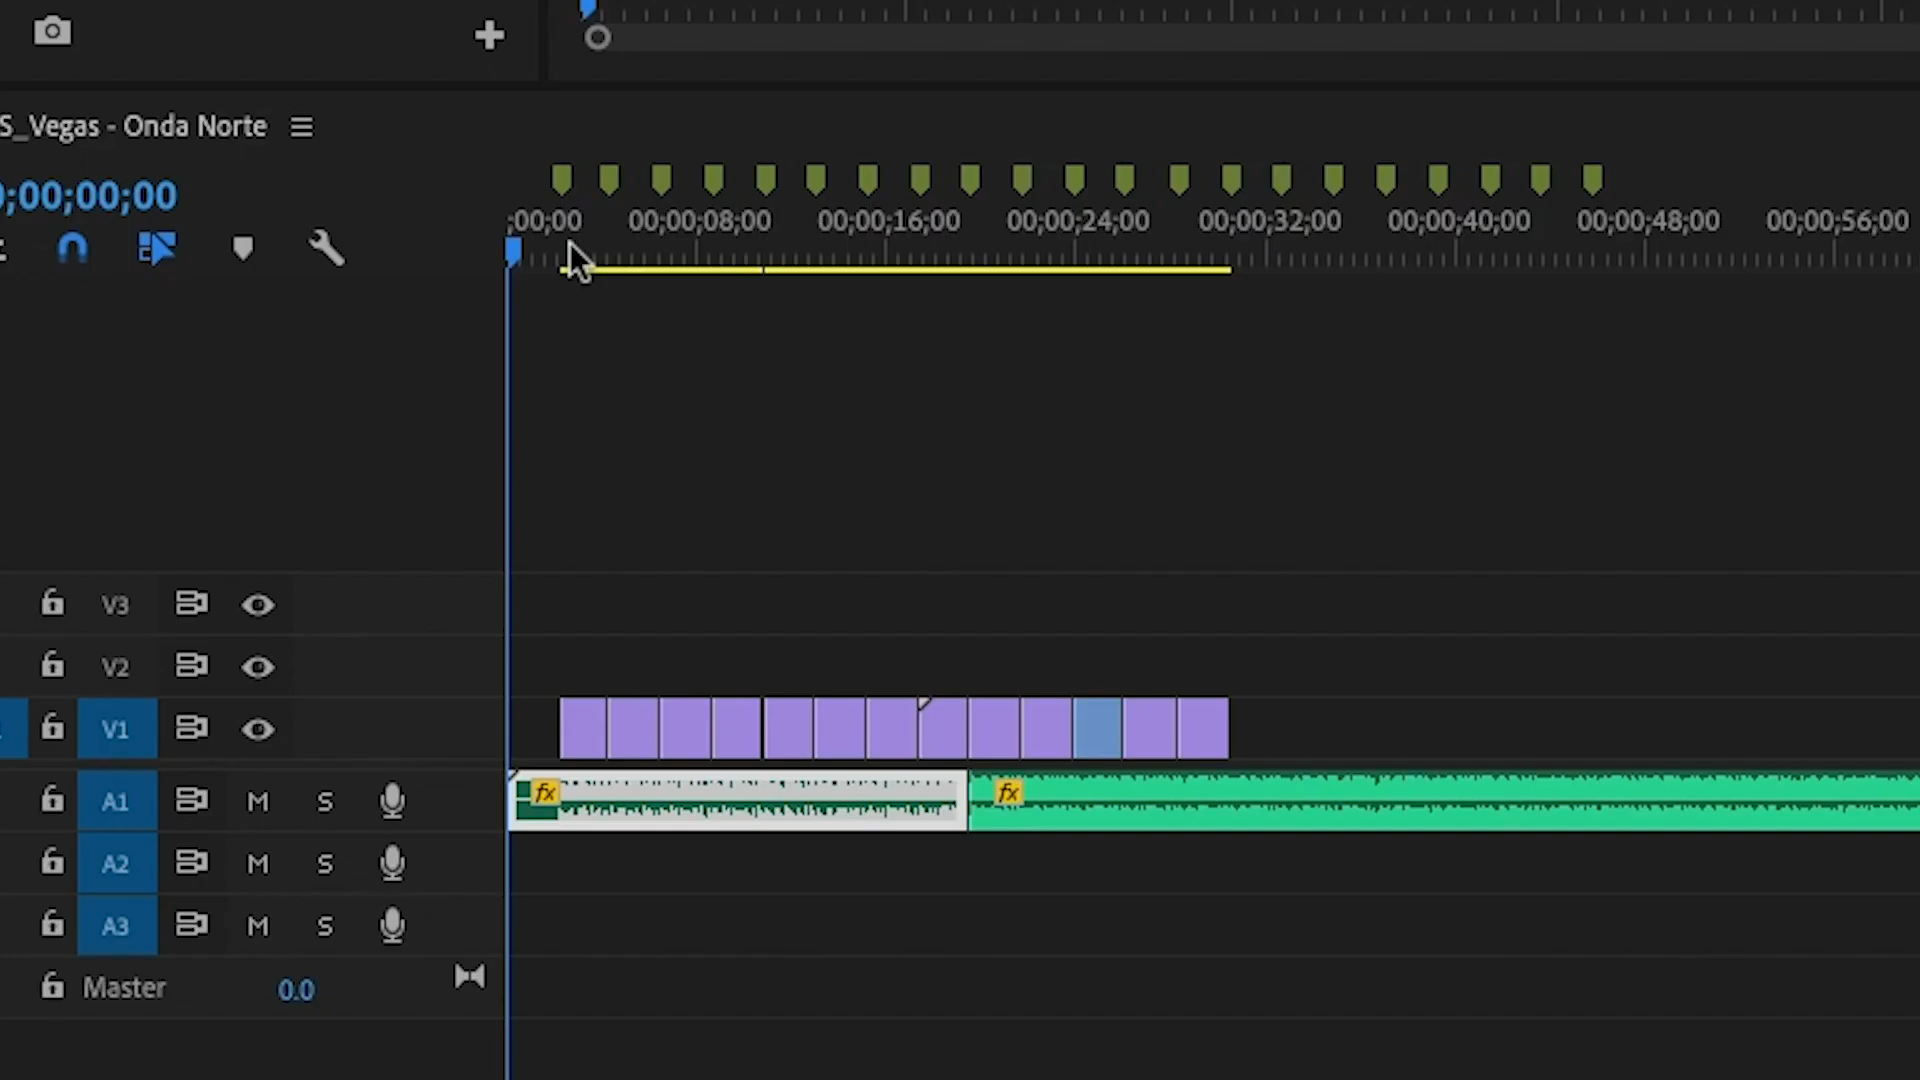 S_Vegas - Onda Norte
;00;00;00
;00;00 00;00;08;00 00;00;16;00 00;00;24;00 00;00;32;00 00;00;40;00 00;00;48;00 00;00;56;00
V3
V2
V1
A1 M S fx fx
A2 M S
A3 M S
Master 0.0